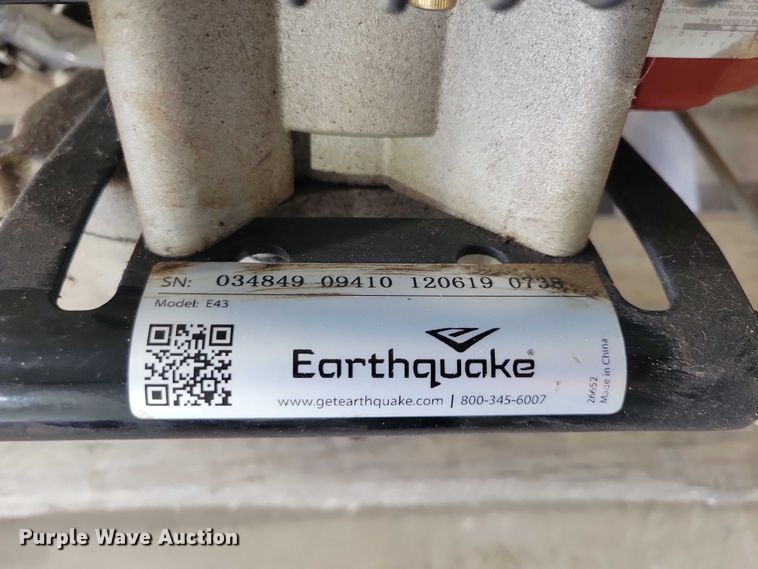 SN: 034849 09410 120619 0738
Model: E43
Earthquake®
www.getearthquake.com | 800-345-6007
26652
Made in China
Purple Wave Auction